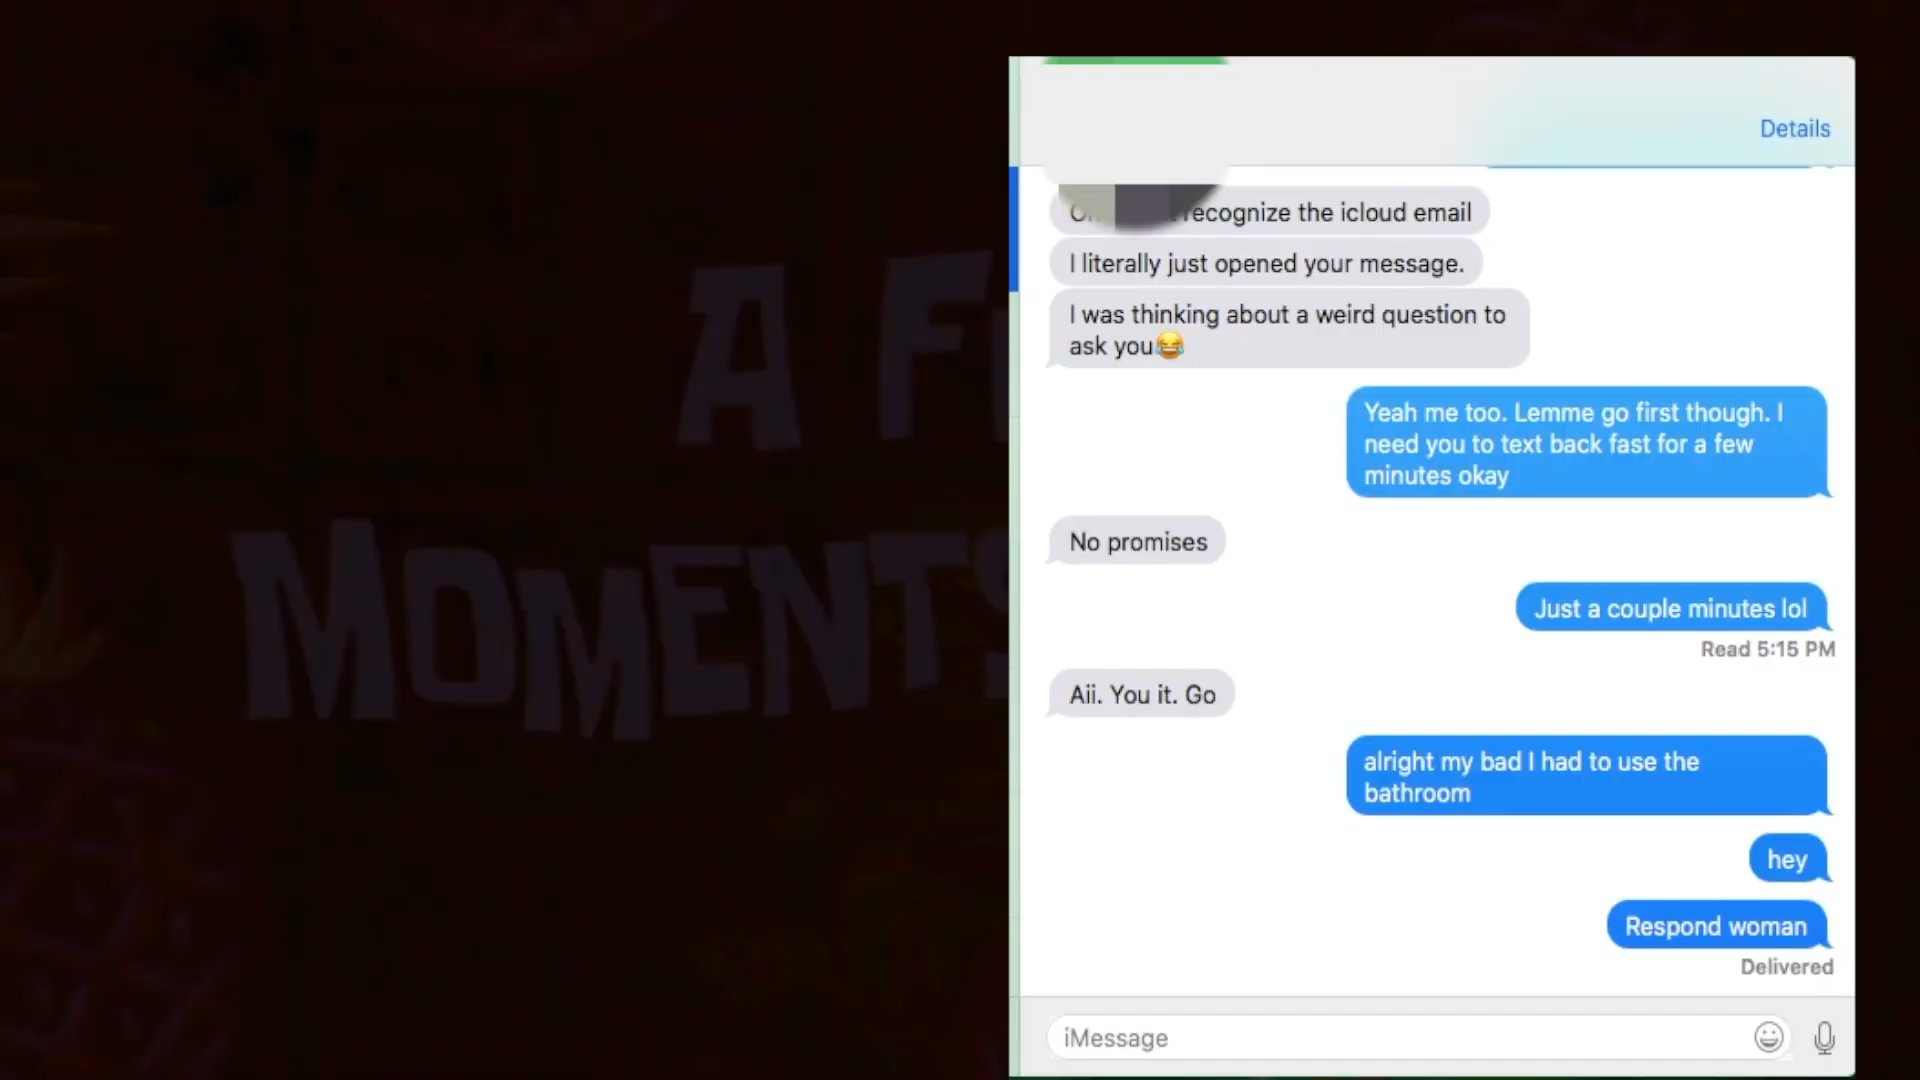 A F
MOMENTS
Details
recognize the icloud email
I literally just opened your message.
I was thinking about a weird question to
ask you😂
Yeah me too. Lemme go first though. I
need you to text back fast for a few
minutes okay
No promises
Just a couple minutes lol
Read 5:15 PM
Aii. You it. Go
alright my bad I had to use the
bathroom
hey
Respond woman
Delivered
iMessage